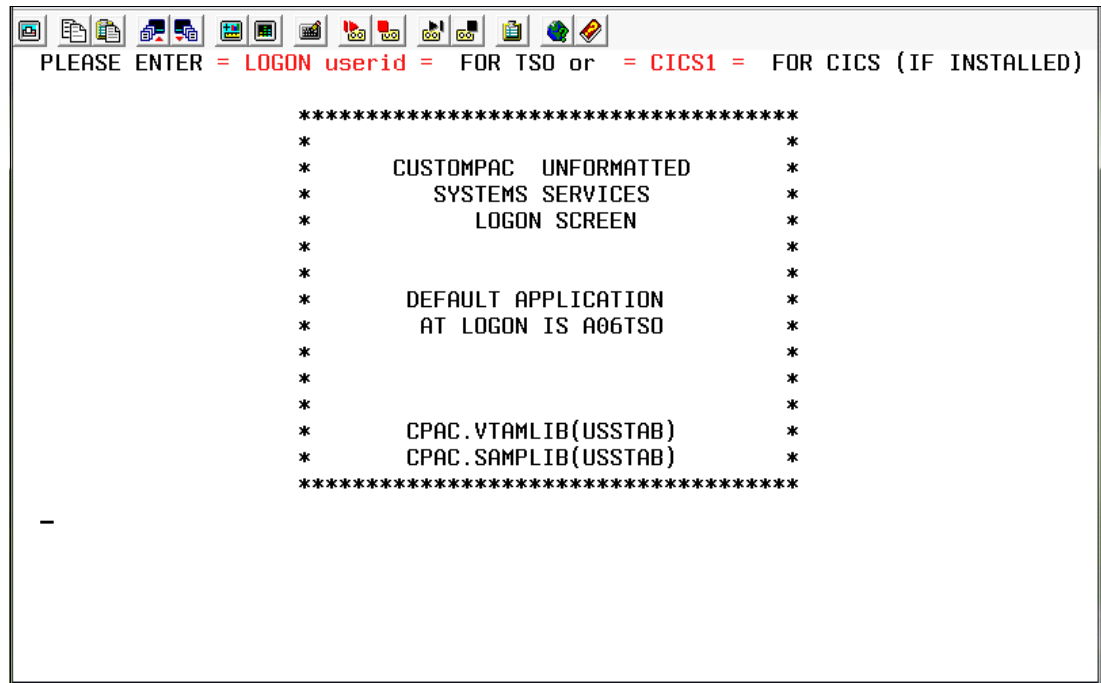 PLEASE ENTER = LOGON userid = FOR TSO or = CICS1 = FOR CICS (IF INSTALLED)
*************************************
* *
* CUSTOMPAC UNFORMATTED *
* SYSTEMS SERVICES *
* LOGON SCREEN *
* *
* *
* DEFAULT APPLICATION *
* AT LOGON IS A06TSO *
* *
* *
* *
* CPAC.VTAMLIB(USSTAB) *
* CPAC.SAMPLIB(USSTAB) *
*************************************
_